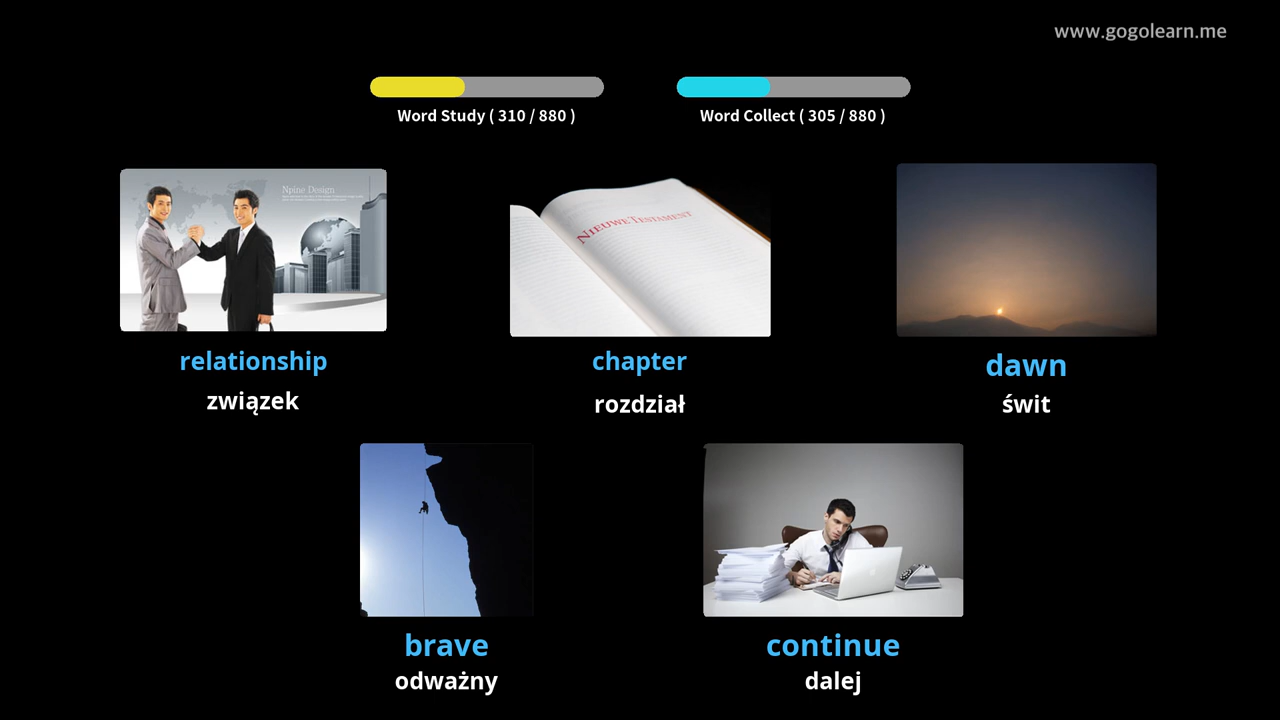 www.gogolearn.me
Word Study ( 310 / 880 )
Word Collect ( 305 / 880 )
Npine Design
NIEUWE TESTAMENT
relationship
chapter
dawn
związek
rozdział
świt
brave
continue
odważny
dalej